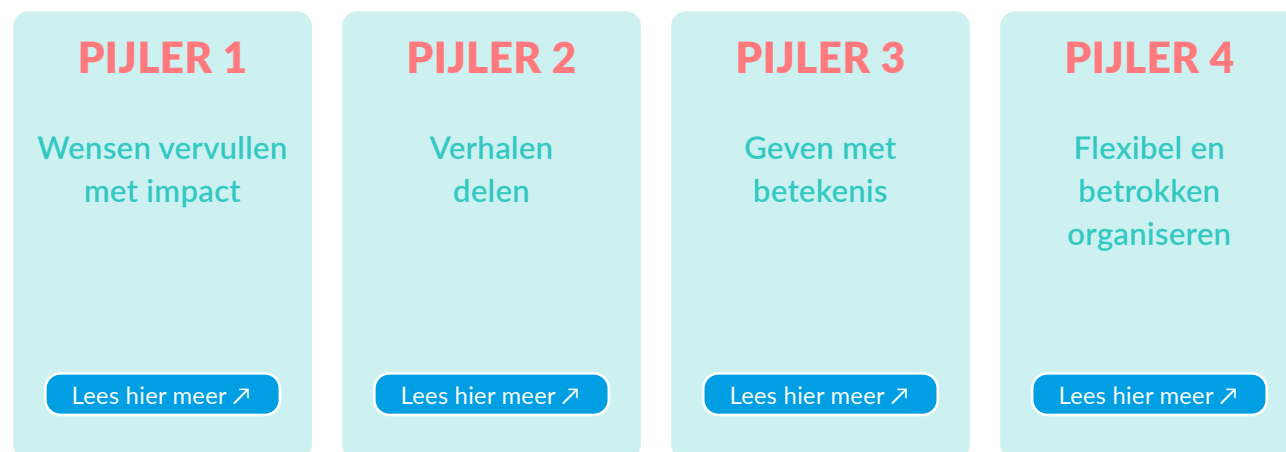 PIJLER 1
Wensen vervullen
met impact
Lees hier meer ↗
PIJLER 2
Verhalen
delen
Lees hier meer ↗
PIJLER 3
Geven met
betekenis
Lees hier meer ↗
PIJLER 4
Flexibel en
betrokken
organiseren
Lees hier meer ↗